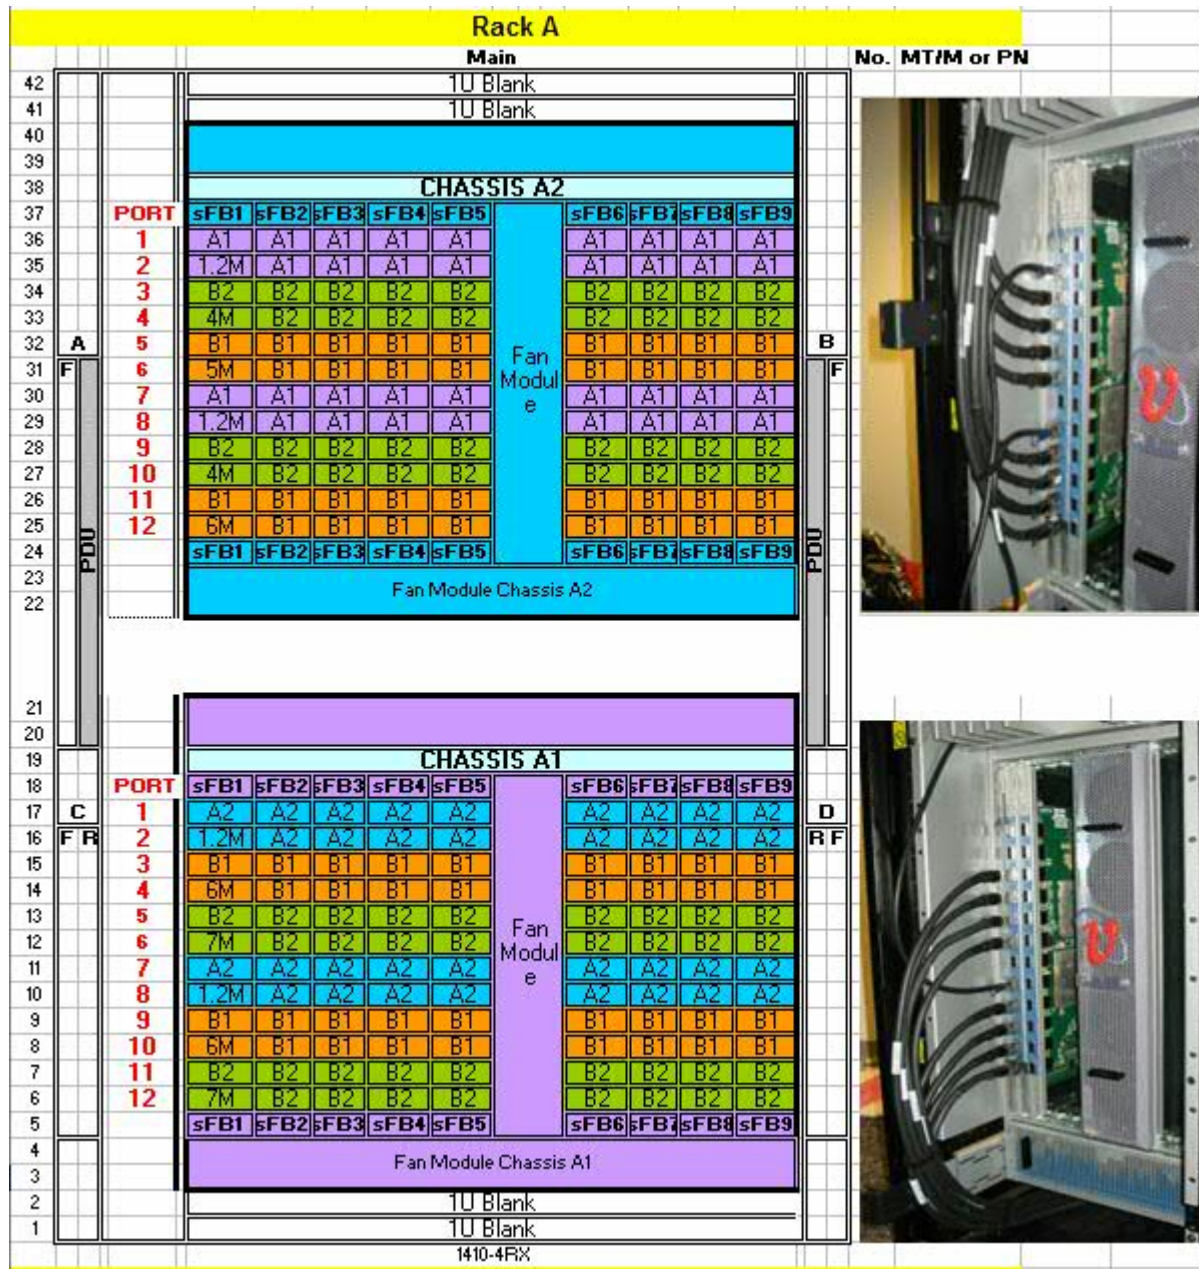 Rack A
Main No. MT/M or PN
42 1U Blank
41 1U Blank
40
39
38 CHASSIS A2
37 PORT sFB1 sFB2 sFB3 sFB4 sFB5 sFB6 sFB7 sFB8 sFB9
36 1 A1 A1 A1 A1 A1 A1 A1 A1 A1
35 2 1.2M A1 A1 A1 A1 A1 A1 A1 A1
34 3 B2 B2 B2 B2 B2 B2 B2 B2 B2
33 4 4M B2 B2 B2 B2 B2 B2 B2 B2
32 A 5 B1 B1 B1 B1 B1 B1 B1 B1 B1 B
31 F 6 5M B1 B1 B1 B1 B1 B1 B1 B1 F
30 7 A1 A1 A1 A1 A1 A1 A1 A1 A1
29 8 1.2M A1 A1 A1 A1 A1 A1 A1 A1
28 9 B2 B2 B2 B2 B2 B2 B2 B2 B2
27 10 4M B2 B2 B2 B2 B2 B2 B2 B2
26 11 B1 B1 B1 B1 B1 B1 B1 B1 B1
25 12 6M B1 B1 B1 B1 B1 B1 B1 B1
Fan
Modul
e
24 sFB1 sFB2 sFB3 sFB4 sFB5 sFB6 sFB7 sFB8 sFB9
PDU
PDU
23
Fan Module Chassis A2
22
21
20
19 CHASSIS A1
18 PORT sFB1 sFB2 sFB3 sFB4 sFB5 sFB6 sFB7 sFB8 sFB9
17 C 1 A2 A2 A2 A2 A2 A2 A2 A2 A2 D
16 F R 2 1.2M A2 A2 A2 A2 A2 A2 A2 A2 R F
15 3 B1 B1 B1 B1 B1 B1 B1 B1 B1
14 4 6M B1 B1 B1 B1 B1 B1 B1 B1
13 5 B2 B2 B2 B2 B2 B2 B2 B2 B2
12 6 7M B2 B2 B2 B2 B2 B2 B2 B2
11 7 A2 A2 A2 A2 A2 A2 A2 A2 A2
10 8 1.2M A2 A2 A2 A2 A2 A2 A2 A2
9 9 B1 B1 B1 B1 B1 B1 B1 B1 B1
8 10 6M B1 B1 B1 B1 B1 B1 B1 B1
7 11 B2 B2 B2 B2 B2 B2 B2 B2 B2
6 12 7M B2 B2 B2 B2 B2 B2 B2 B2
Fan
Modul
e
5 sFB1 sFB2 sFB3 sFB4 sFB5 sFB6 sFB7 sFB8 sFB9
4
Fan Module Chassis A1
3
2 1U Blank
1 1U Blank
1410-4RX